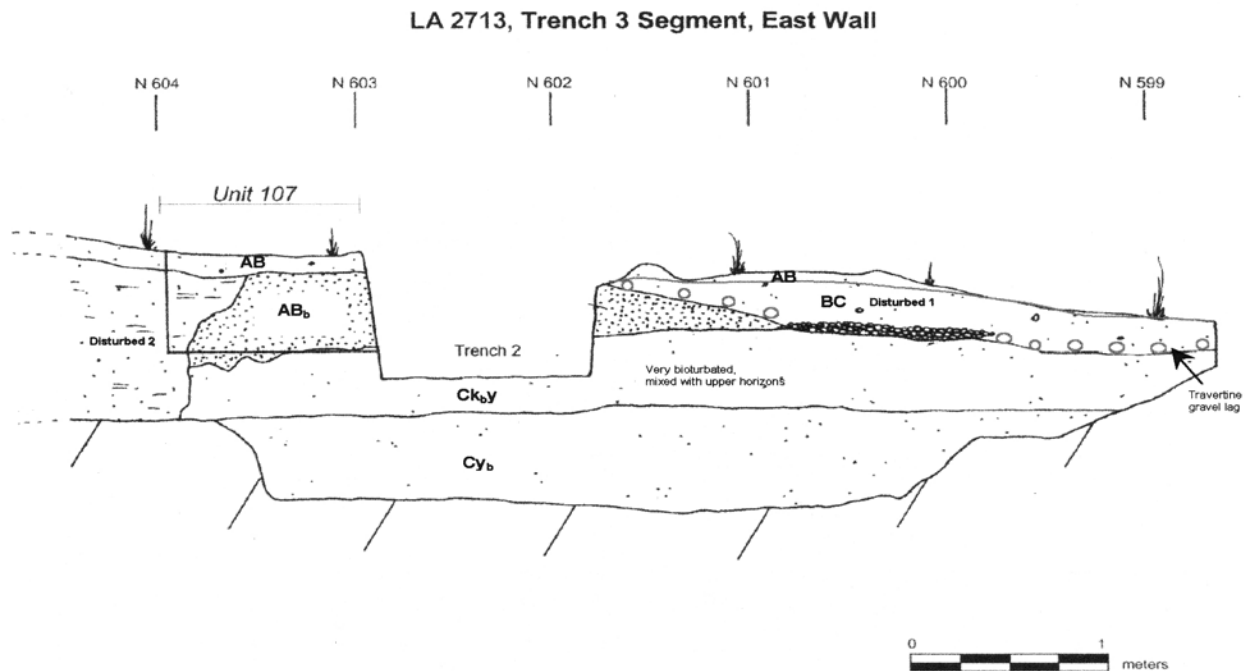 LA 2713, Trench 3 Segment, East Wall
N 604 N 603 N 602 N 601 N 600 N 599
Unit 107
AB
AB
BC
Disturbed 1
ABb
Disturbed 2
Trench 2
Very bioturbated,
mixed with upper horizons
Ckby
Travertine
gravel lag
Cyb
0 1
meters